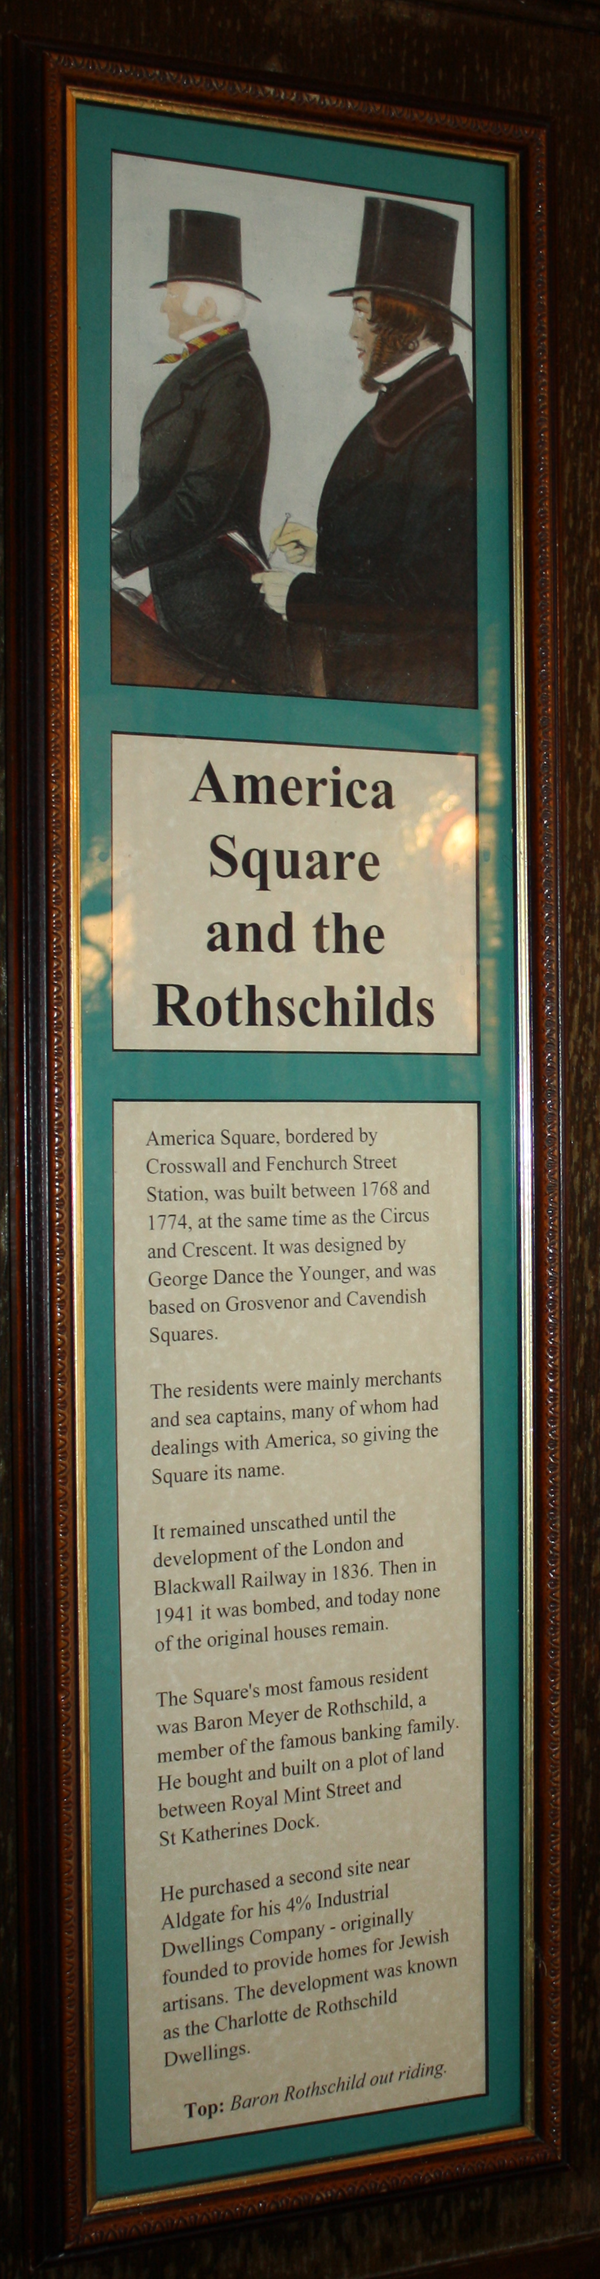 America
Square
and the
Rothschilds
America Square, bordered by
Crosswall and Fenchurch Street
Station, was built between 1768 and
1774, at the same time as the Circus
and Crescent. It was designed by
George Dance the Younger, and was
based on Grosvenor and Cavendish
Squares.
The residents were mainly merchants
and sea captains, many of whom had
dealings with America, so giving the
Square its name.
It remained unscathed until the
development of the London and
Blackwall Railway in 1836. Then in
1941 it was bombed, and today none
of the original houses remain.
The Square's most famous resident
was Baron Meyer de Rothschild, a
member of the famous banking family.
He bought and built on a plot of land
between Royal Mint Street and
St Katherines Dock.
He purchased a second site near
Aldgate for his 4% Industrial
Dwellings Company - originally
founded to provide homes for Jewish
artisans. The development was known
as the Charlotte de Rothschild
Dwellings.
Top: Baron Rothschild out riding.